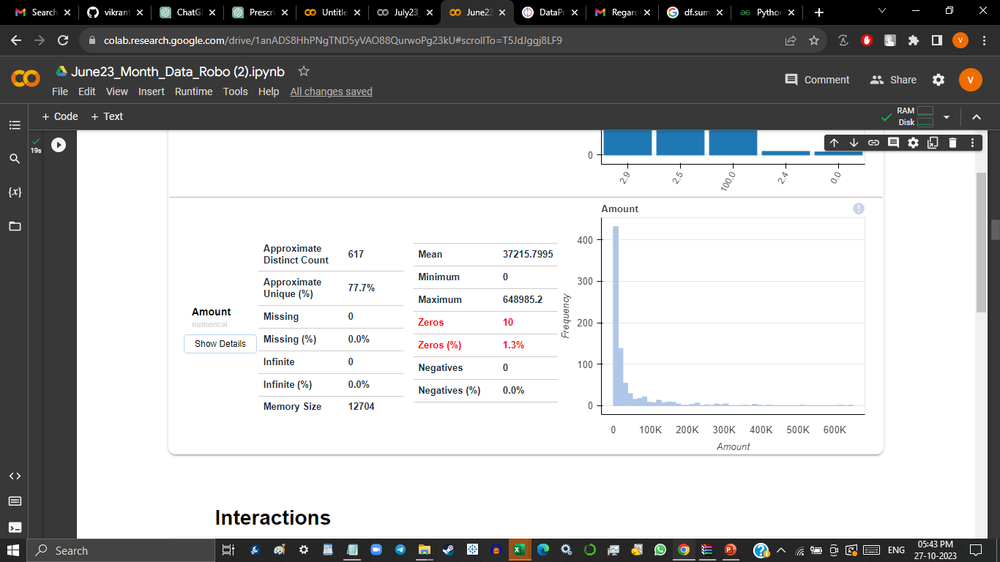 Search
vikrant
ChatG
Prescri
Untitle
July23
June23
DataPr
Regard
df.sum
Python
colab.research.google.com/drive/1anADS8HhPNgTND5yVAO88QurwoPg23kU#scrollTo=T5JdJggj8LF9
V
June23_Month_Data_Robo (2).ipynb
Comment
Share
V
File Edit View Insert Runtime Tools Help All changes saved
+ Code + Text
RAM
Disk
19s
{x}
0
2.9
2.5
100.0
2.4
0.0
Amount
numerical
Show Details
Approximate
Distinct Count 617
Approximate
Unique (%) 77.7%
Missing 0
Missing (%) 0.0%
Infinite 0
Infinite (%) 0.0%
Memory Size 12704
Mean 37215.7995
Minimum 0
Maximum 648985.2
Zeros 10
Zeros (%) 1.3%
Negatives 0
Negatives (%) 0.0%
Amount
!
400
300
200
100
0
Frequency
0 100K 200K 300K 400K 500K 600K
Amount
Interactions
Search
ENG
05:43 PM
27-10-2023